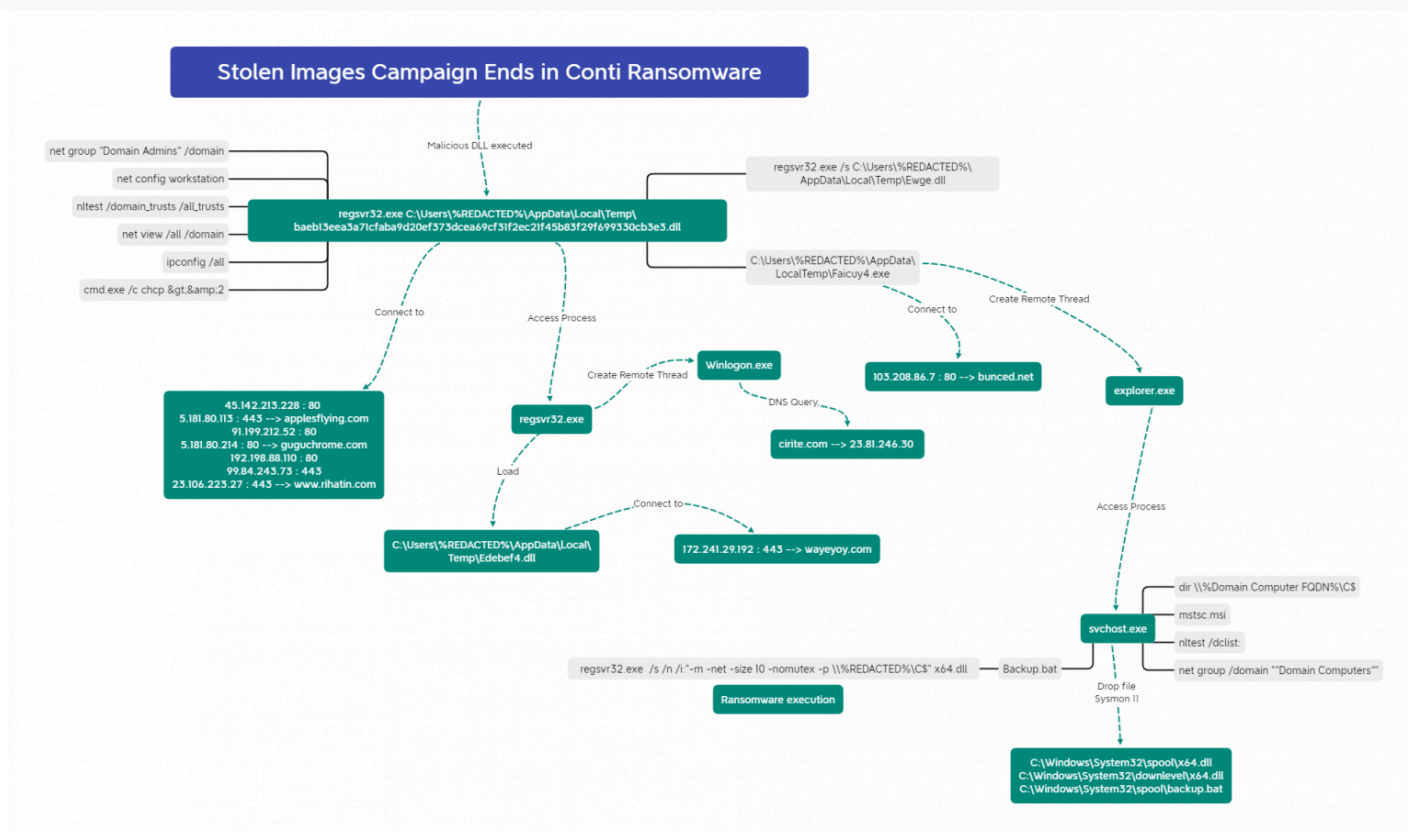 Stolen Images Campaign Ends in Conti Ransomware
Malicious DLL executed
net group "Domain Admins" /domain
net config workstation
nltest /domain_trusts /all_trusts
net view /all /domain
ipconfig /all
cmd.exe /c chcp &gt;&amp;2
regsvr32.exe C:\Users\%REDACTED%\AppData\Local\Temp\
baeb13eea3a71cfaba9d20ef373dcea69cf31f2ec21f45b83f29f699330cb3e3.dll
regsvr32.exe /s C:\Users\%REDACTED%\
AppData\Local\Temp\Ewge.dll
C:\Users\%REDACTED%\AppData\
LocalTemp\Faicuy4.exe
Connect to
Access Process
Connect to
Create Remote Thread
45.142.213.228 : 80
5.181.80.113 : 443 --> applesflying.com
91.199.212.52 : 80
5.181.80.214 : 80 --> guguchrome.com
192.198.88.110 : 80
99.84.243.73 : 443
23.106.223.27 : 443 --> www.rihatin.com
regsvr32.exe
Create Remote Thread
Winlogon.exe
DNS Query
cirite.com --> 23.81.246.30
103.208.86.7 : 80 --> bunced.net
explorer.exe
Load
C:\Users\%REDACTED%\AppData\Local\
Temp\Edebef4.dll
Connect to
172.241.29.192 : 443 --> wayeyoy.com
Access Process
svchost.exe
dir \\%Domain Computer FQDN%\C$
mstsc.msi
nltest /dclist:
net group /domain ""Domain Computers""
regsvr32.exe /s /n /i:"-m -net -size 10 -nomutex -p \\%REDACTED%\C$" x64.dll
Backup.bat
Ransomware execution
Drop file
Sysmon 11
C:\Windows\System32\spool\x64.dll
C:\Windows\System32\downlevel\x64.dll
C:\Windows\System32\spool\backup.bat